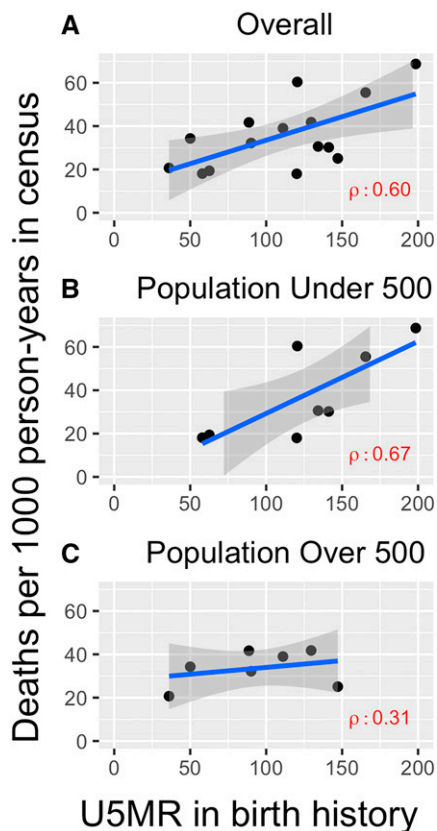 A
Overall
60
40
20
0
ρ : 0.60
0 50 100 150 200
B
Population Under 500
60
40
20
0
ρ : 0.67
0 50 100 150 200
C
Population Over 500
60
40
20
0
ρ : 0.31
0 50 100 150 200
Deaths per 1000 person-years in census
U5MR in birth history